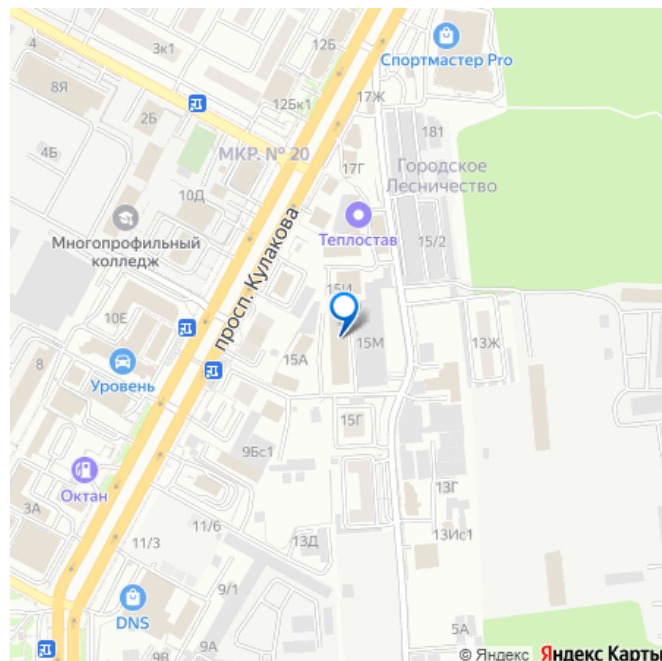 4
3к1
12Б
Спортмастер Pro
8Я
12Бк1
17Ж
2Б
181
4Б
МКР. № 20
17Г
Городское
Лесничество
10Д
Многопрофильный
колледж
Теплостав
15/2
просп. Кулакова
15И
10Е
15М
13Ж
8
15А
Уровень
15Г
9Бс1
Октан
13Г
3А
11/6
11/3
13Д
13Ис1
9/1
DNS
5А
9А
9В
© Яндекс Яндекс Карты